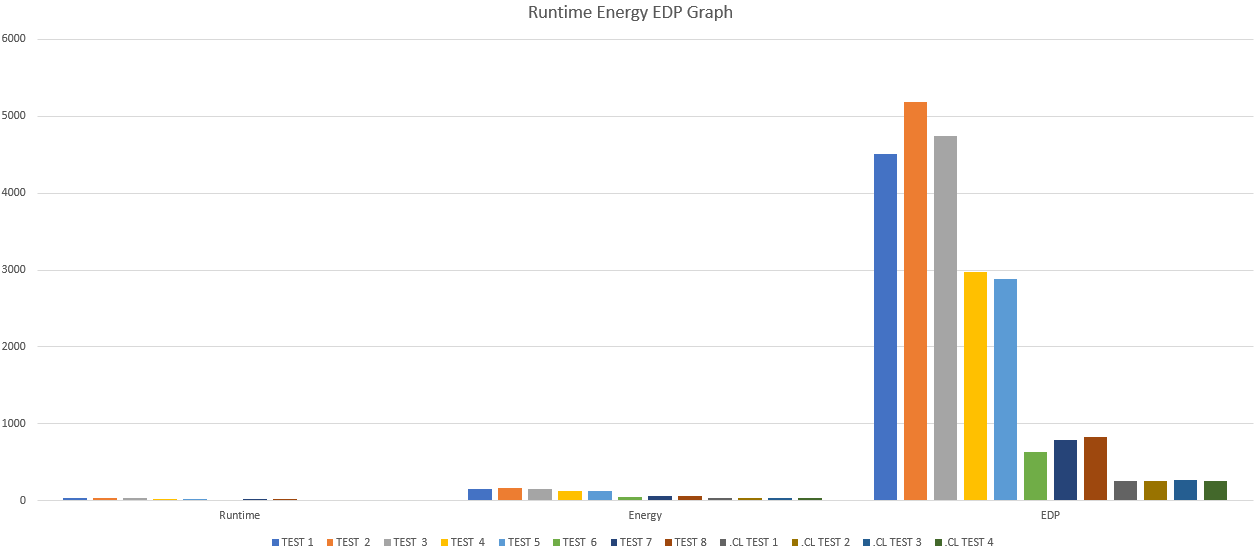 Runtime Energy EDP Graph
6000
5000
4000
3000
2000
1000
0
Runtime Energy EDP
TEST 1 TEST 2 TEST 3 TEST 4 TEST 5 TEST 6 TEST 7 TEST 8 .CL TEST 1 .CL TEST 2 .CL TEST 3 .CL TEST 4